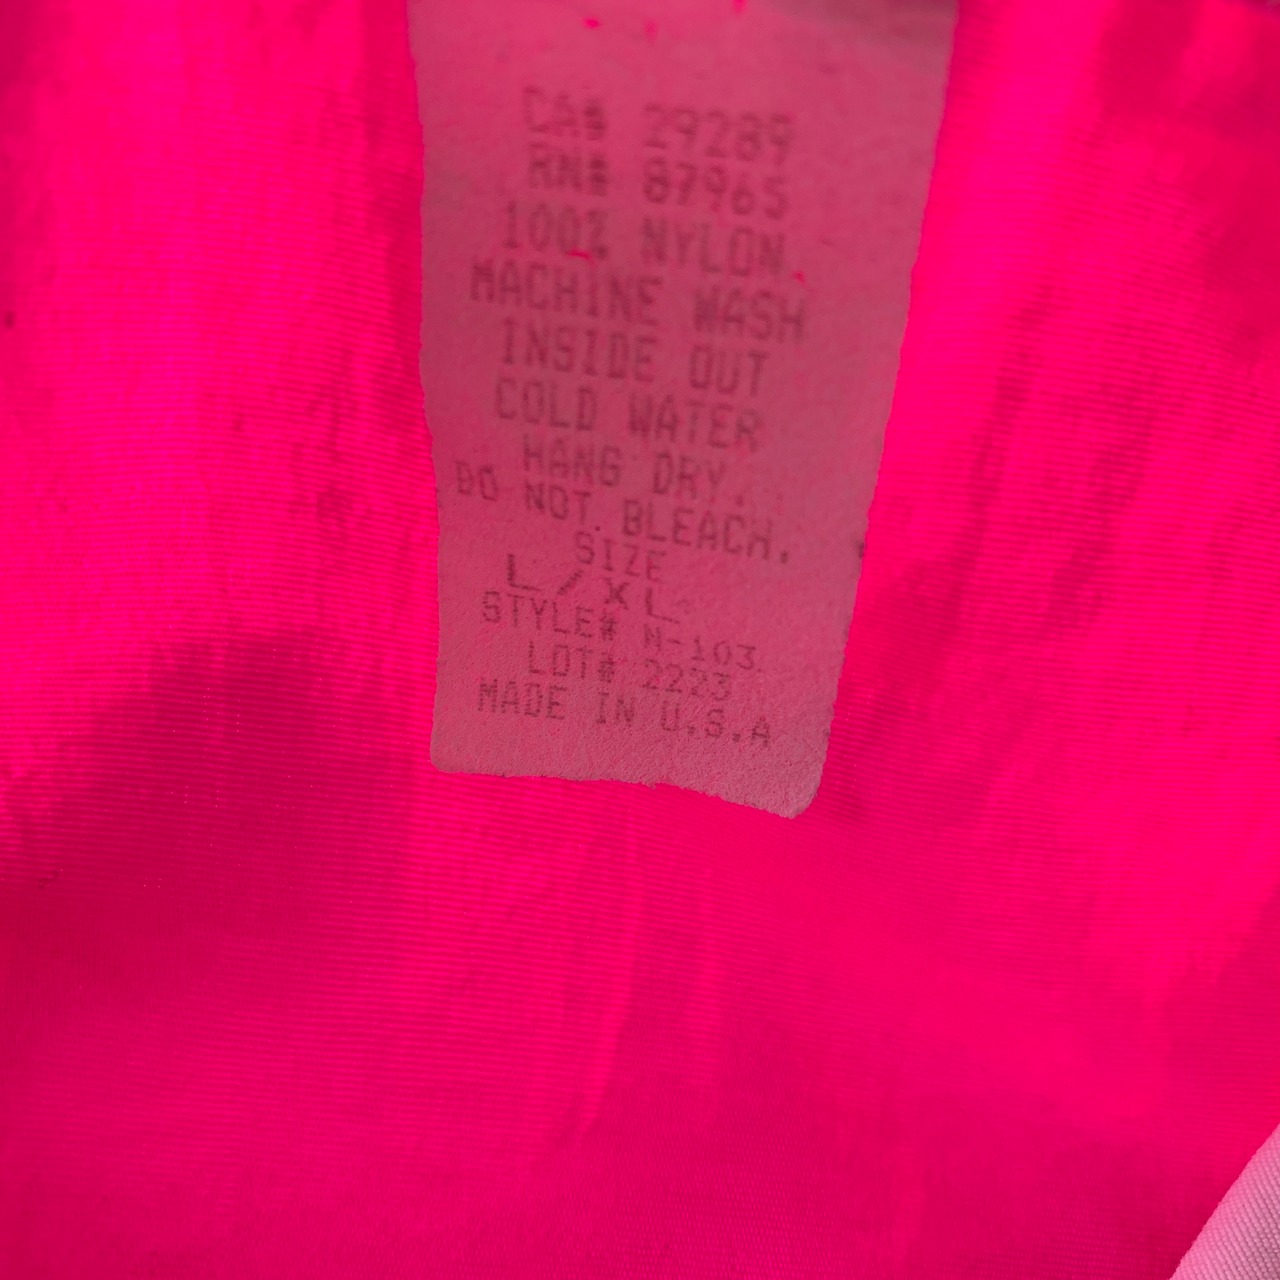 CA# 29289
RN# 87965
100% NYLON.
MACHINE WASH
INSIDE OUT
COLD WATER
HANG DRY.
DO NOT BLEACH.
SIZE
L/XL
STYLE# N-103
LOT# 2223
MADE IN U.S.A